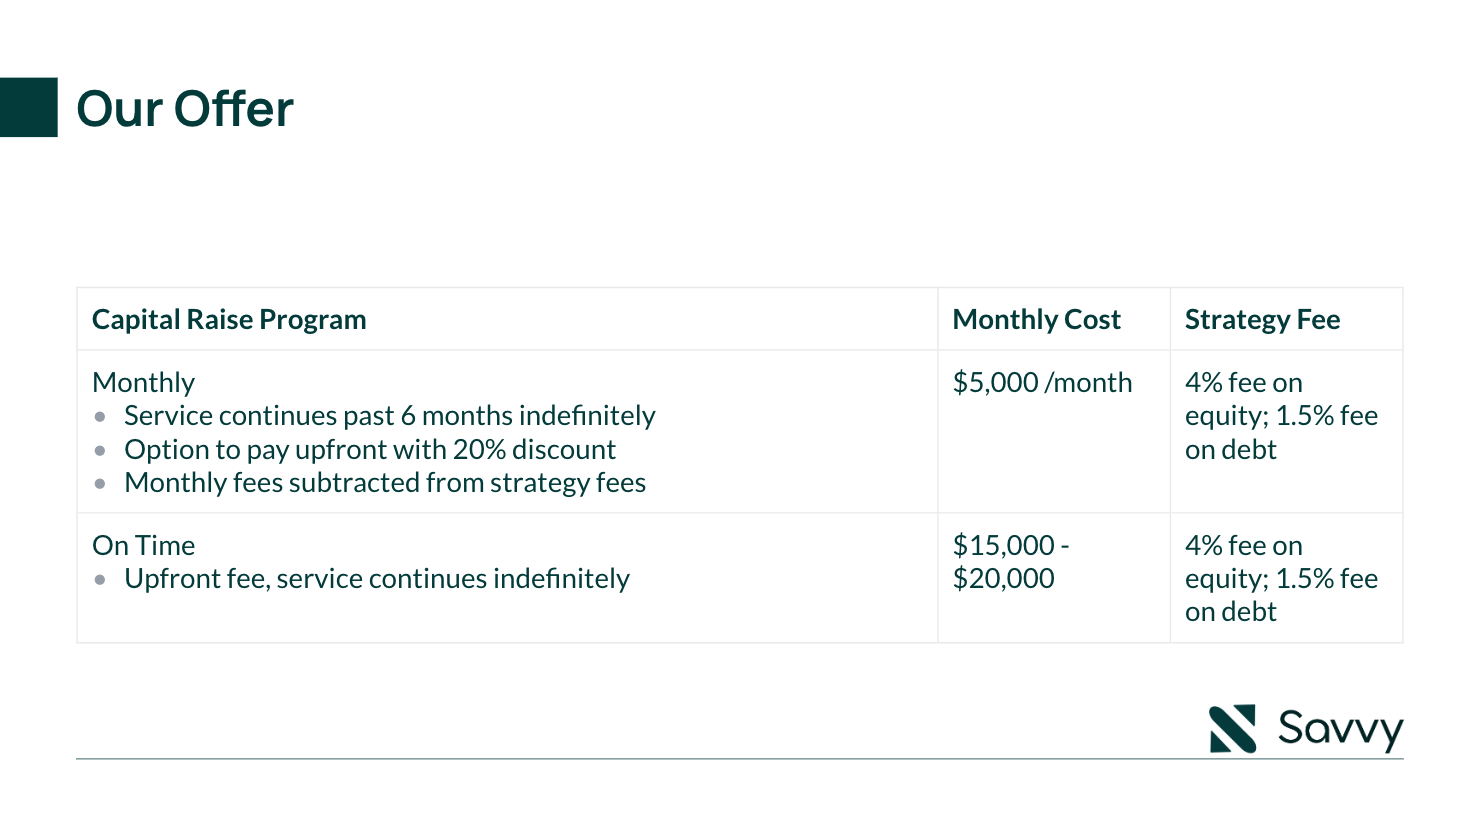 Our Offer
Capital Raise Program
Monthly Cost
Strategy Fee
Monthly
● Service continues past 6 months indefinitely
● Option to pay upfront with 20% discount
● Monthly fees subtracted from strategy fees
$5,000 /month
4% fee on
equity; 1.5% fee
on debt
On Time
● Upfront fee, service continues indefinitely
$15,000 -
$20,000
4% fee on
equity; 1.5% fee
on debt
Savvy